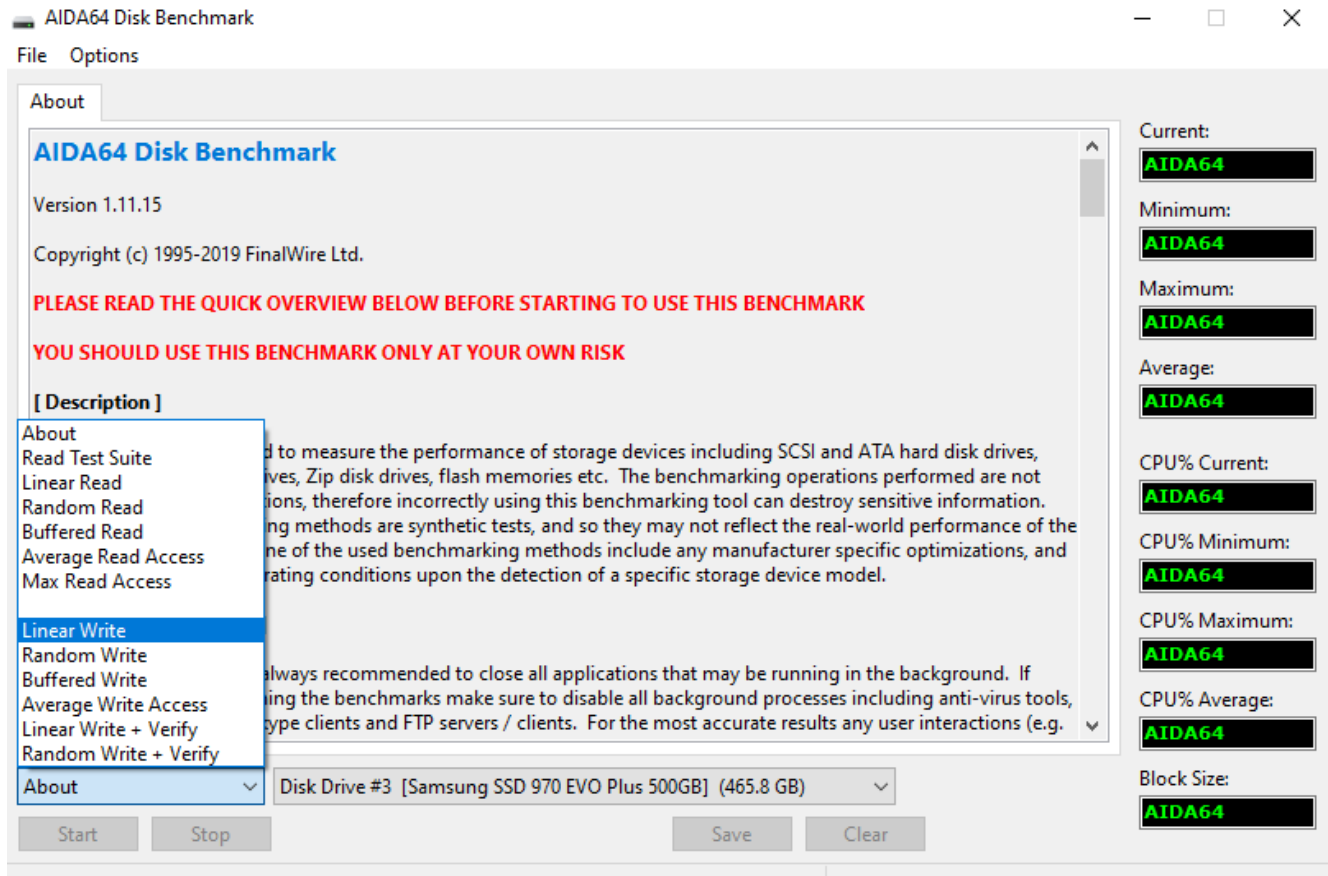 AIDA64 Disk Benchmark
File Options
About
AIDA64 Disk Benchmark
Version 1.11.15
Copyright (c) 1995-2019 FinalWire Ltd.
PLEASE READ THE QUICK OVERVIEW BELOW BEFORE STARTING TO USE THIS BENCHMARK
YOU SHOULD USE THIS BENCHMARK ONLY AT YOUR OWN RISK
[ Description ]
d to measure the performance of storage devices including SCSI and ATA hard disk drives,
ives, Zip disk drives, flash memories etc. The benchmarking operations performed are not
ions, therefore incorrectly using this benchmarking tool can destroy sensitive information.
ng methods are synthetic tests, and so they may not reflect the real-world performance of the
ne of the used benchmarking methods include any manufacturer specific optimizations, and
rating conditions upon the detection of a specific storage device model.
always recommended to close all applications that may be running in the background. If
ing the benchmarks make sure to disable all background processes including anti-virus tools,
type clients and FTP servers / clients. For the most accurate results any user interactions (e.g.
About
Read Test Suite
Linear Read
Random Read
Buffered Read
Average Read Access
Max Read Access
Linear Write
Random Write
Buffered Write
Average Write Access
Linear Write + Verify
Random Write + Verify
About
Disk Drive #3 [Samsung SSD 970 EVO Plus 500GB] (465.8 GB)
Start
Stop
Save
Clear
Current:
AIDA64
Minimum:
AIDA64
Maximum:
AIDA64
Average:
AIDA64
CPU% Current:
AIDA64
CPU% Minimum:
AIDA64
CPU% Maximum:
AIDA64
CPU% Average:
AIDA64
Block Size:
AIDA64